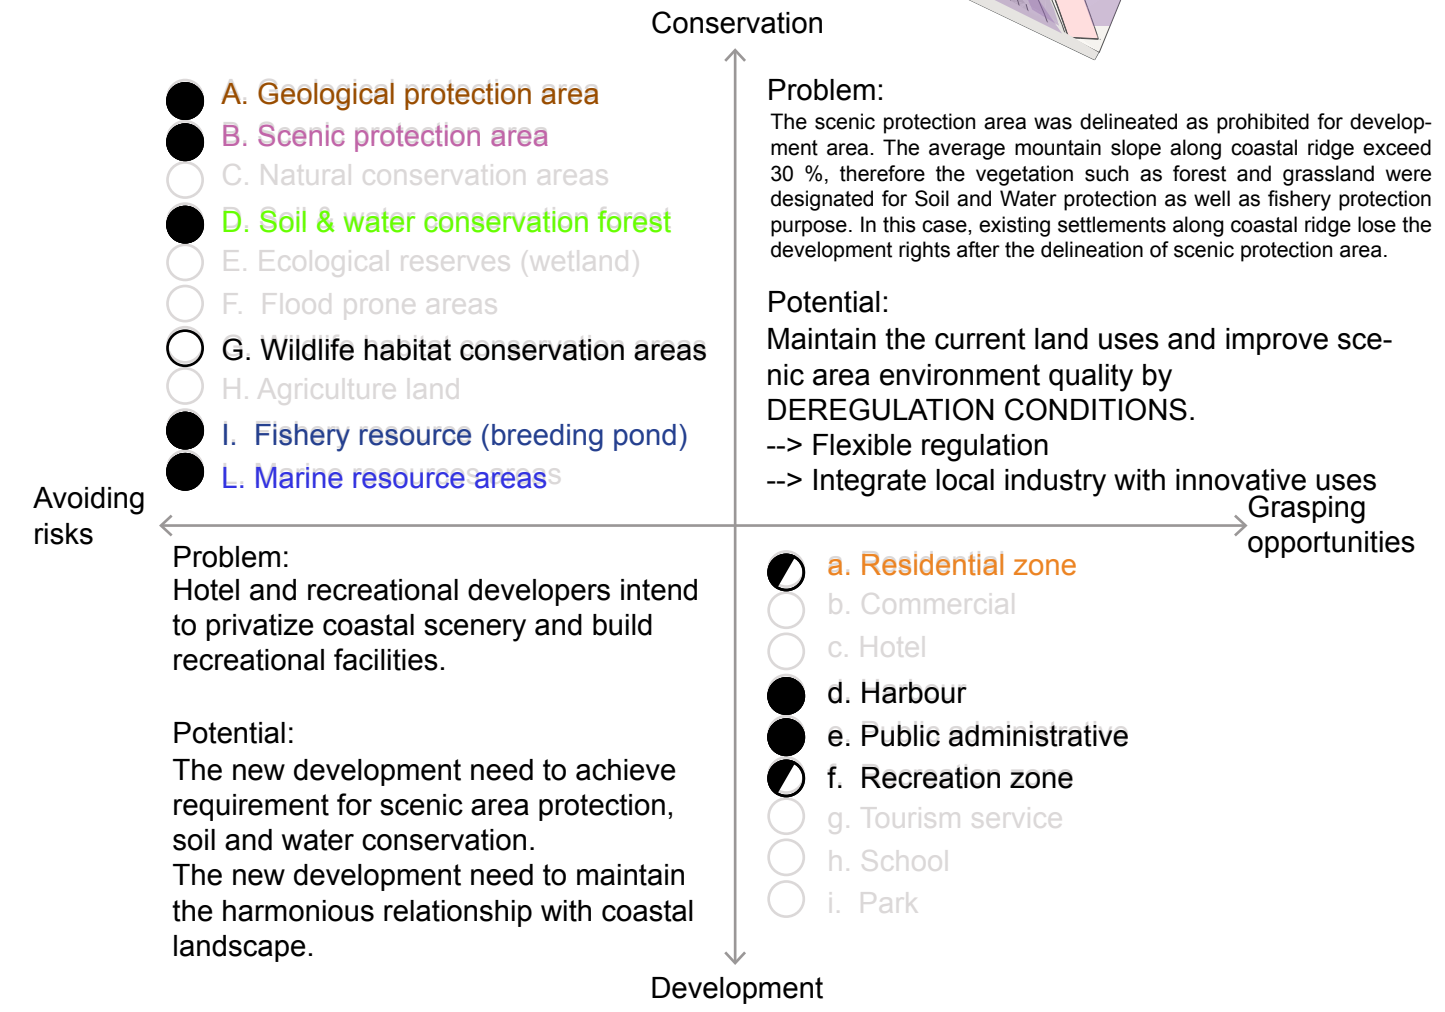 Conservation
A. Geological protection area
B. Scenic protection area
C. Natural conservation areas
D. Soil & water conservation forest
E. Ecological reserves (wetland)
F. Flood prone areas
G. Wildlife habitat conservation areas
H. Agriculture land
I. Fishery resource (breeding pond)
L. Marine resource areas
Problem:
The scenic protection area was delineated as prohibited for develop-
ment area. The average mountain slope along coastal ridge exceed
30 %, therefore the vegetation such as forest and grassland were
designated for Soil and Water protection as well as fishery protection
purpose. In this case, existing settlements along coastal ridge lose the
development rights after the delineation of scenic protection area.
Potential:
Maintain the current land uses and improve sce-
nic area environment quality by
DEREGULATION CONDITIONS.
--> Flexible regulation
--> Integrate local industry with innovative uses
Avoiding
risks
Grasping
opportunities
Problem:
Hotel and recreational developers intend
to privatize coastal scenery and build
recreational facilities.
Potential:
The new development need to achieve
requirement for scenic area protection,
soil and water conservation.
The new development need to maintain
the harmonious relationship with coastal
landscape.
a. Residential zone
b. Commercial
c. Hotel
d. Harbour
e. Public administrative
f. Recreation zone
g. Tourism service
h. School
i. Park
Development